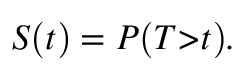 S(t) = P(T>t).